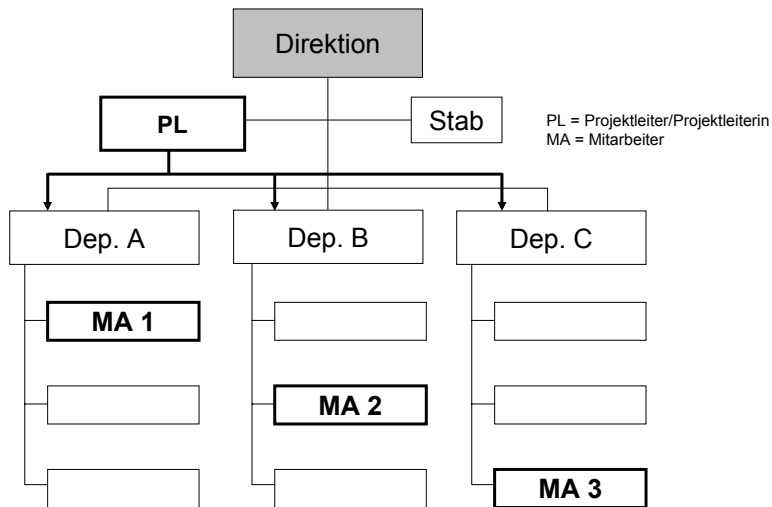 Direktion
PL
Stab
PL = Projektleiter/Projektleiterin
MA = Mitarbeiter
Dep. A
Dep. B
Dep. C
MA 1
MA 2
MA 3